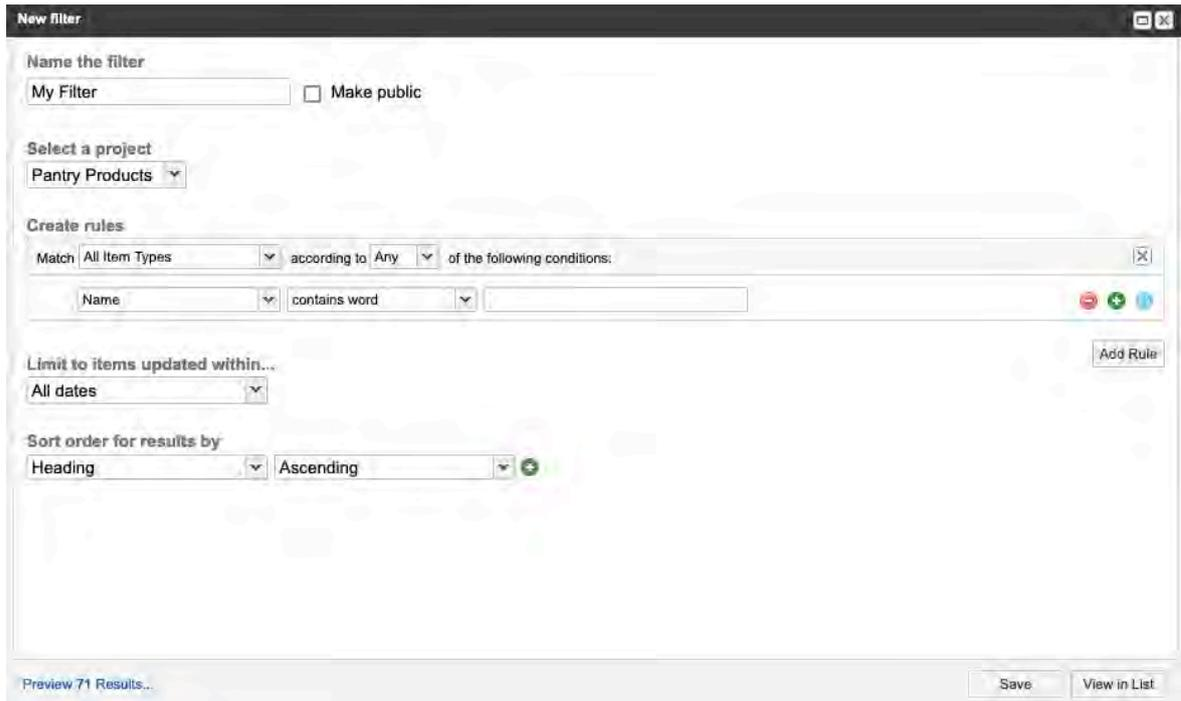 New filter
Name the filter
My Filter Make public
Select a project
Pantry Products
Create rules
Match All Item Types according to Any of the following conditions:
Name contains word
Add Rule
Limit to items updated within...
All dates
Sort order for results by
Heading Ascending
Preview 71 Results... Save View in List